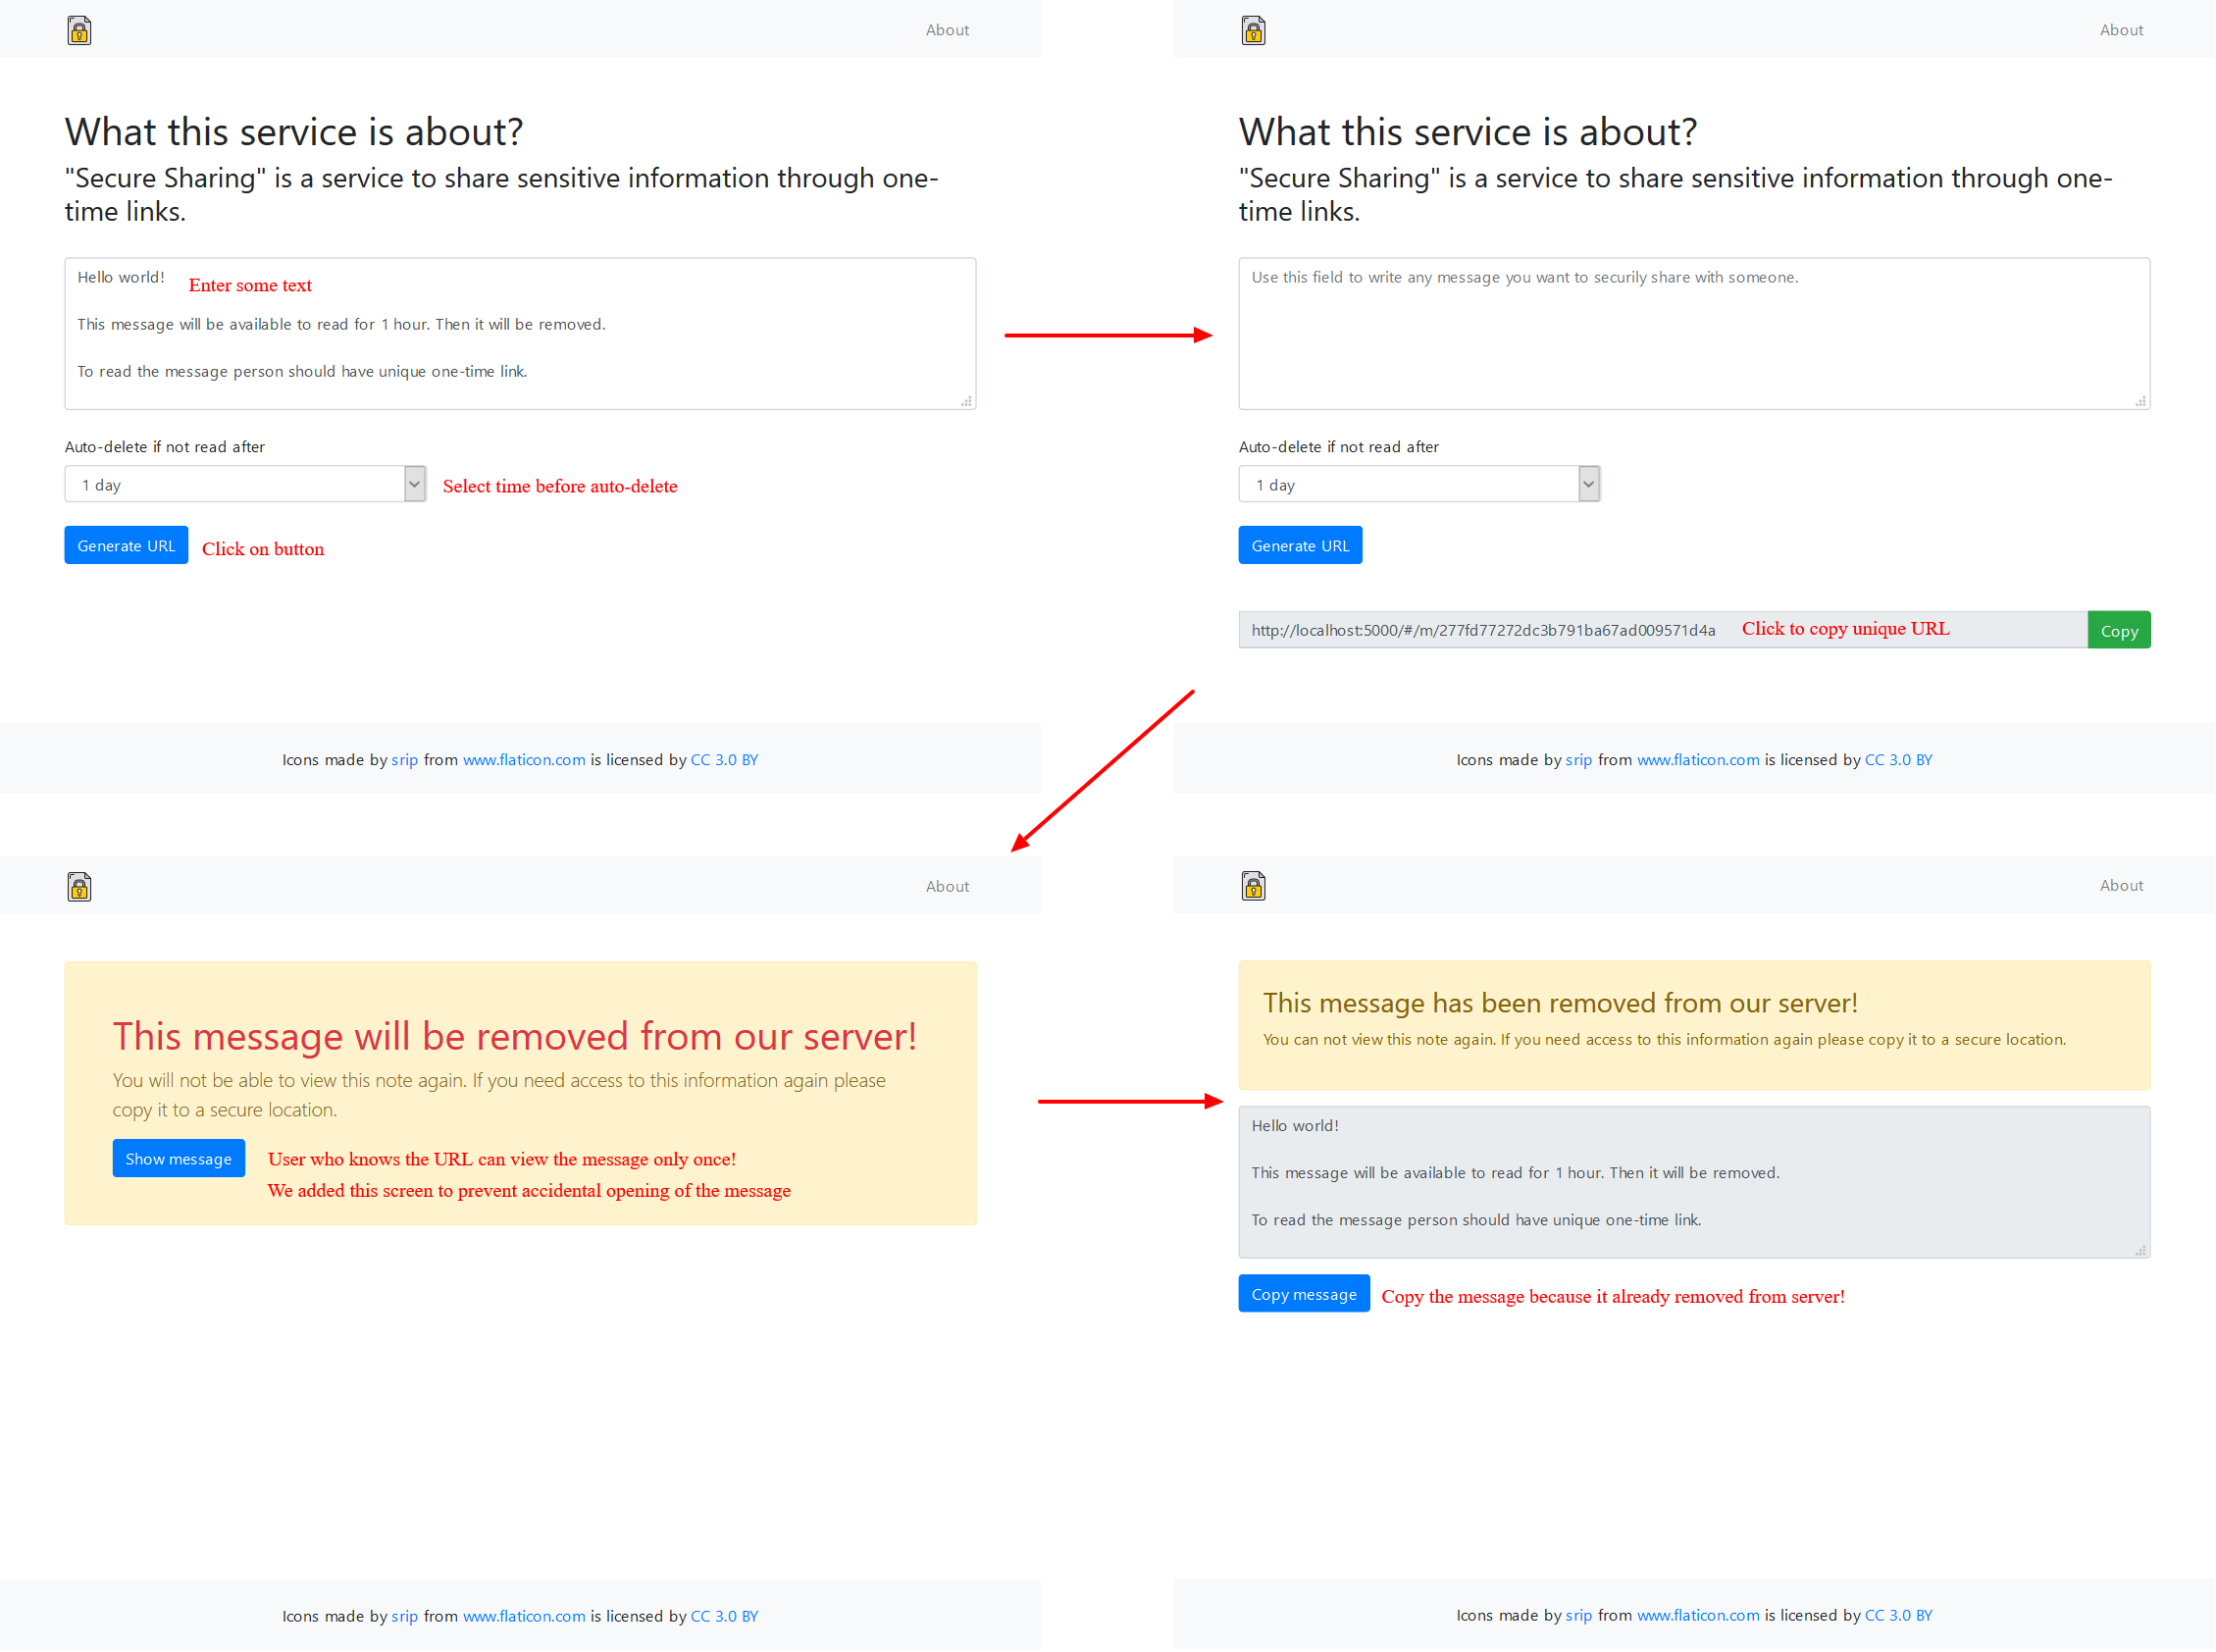 About
What this service is about?
"Secure Sharing" is a service to share sensitive information through one-
time links.
Hello world!
Enter some text
This message will be available to read for 1 hour. Then it will be removed.
To read the message person should have unique one-time link.
Auto-delete if not read after
1 day
Select time before auto-delete
Generate URL
Click on button
Icons made by srip from www.flaticon.com is licensed by CC 3.0 BY
About
What this service is about?
"Secure Sharing" is a service to share sensitive information through one-
time links.
Use this field to write any message you want to securily share with someone.
Auto-delete if not read after
1 day
Generate URL
http://localhost:5000/#/m/277fd77272dc3b791ba67ad009571d4a
Click to copy unique URL
Copy
Icons made by srip from www.flaticon.com is licensed by CC 3.0 BY
About
This message will be removed from our server!
You will not be able to view this note again. If you need access to this information again please
copy it to a secure location.
Show message
User who knows the URL can view the message only once!
We added this screen to prevent accidental opening of the message
Icons made by srip from www.flaticon.com is licensed by CC 3.0 BY
About
This message has been removed from our server!
You can not view this note again. If you need access to this information again please copy it to a secure location.
Hello world!
This message will be available to read for 1 hour. Then it will be removed.
To read the message person should have unique one-time link.
Copy message
Copy the message because it already removed from server!
Icons made by srip from www.flaticon.com is licensed by CC 3.0 BY